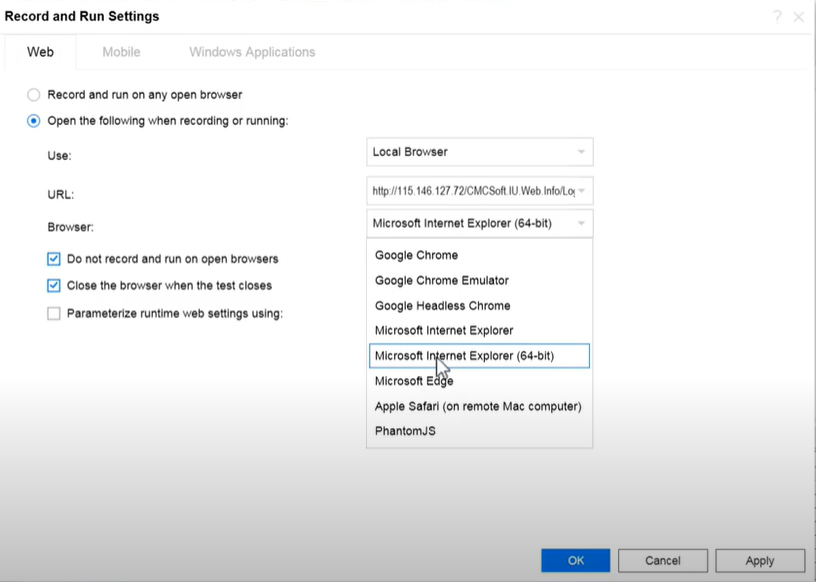 Record and Run Settings
?
Web Mobile Windows Applications
Record and run on any open browser
Open the following when recording or running:
Use: Local Browser
URL: http://115.146.127.72/CMCSoft.IU.Web.Info/Log
Browser: Microsoft Internet Explorer (64-bit)
Do not record and run on open browsers
Close the browser when the test closes
Parameterize runtime web settings using:
Google Chrome
Google Chrome Emulator
Google Headless Chrome
Microsoft Internet Explorer
Microsoft Internet Explorer (64-bit)
Microsoft Edge
Apple Safari (on remote Mac computer)
PhantomJS
OK Cancel Apply